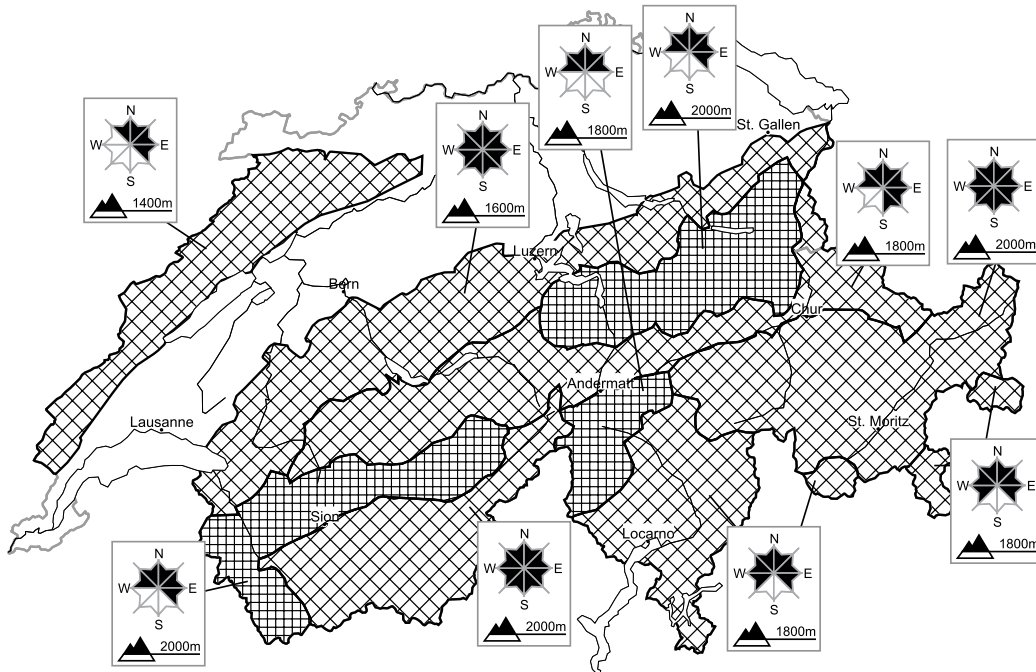 N
W E
S
1800m
N
W E
S
2000m
N
W E
S
1400m
N
W E
S
1600m
St. Gallen
N
W E
S
1800m
N
W E
S
2000m
Luzern
Bern
Chur
Andermatt
Lausanne
St. Moritz
N
W E
S
1800m
Sion
Locarno
N
W E
S
2000m
N
W E
S
2000m
N
W E
S
1800m